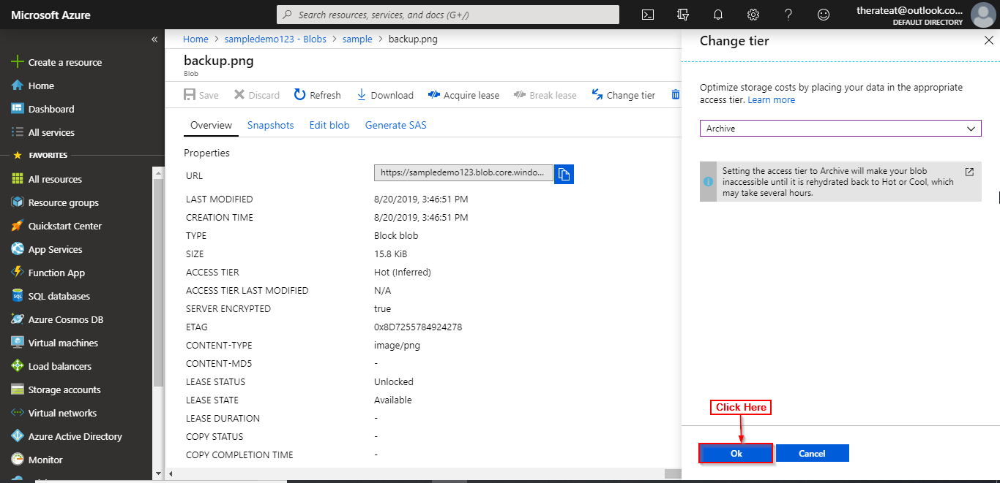 Microsoft Azure
Search resources, services, and docs (G+/)
therateat@outlook.co...
DEFAULT DIRECTORY
«
Create a resource
Home
Dashboard
All services
FAVORITES
All resources
Resource groups
Quickstart Center
App Services
Function App
SQL databases
Azure Cosmos DB
Virtual machines
Load balancers
Storage accounts
Virtual networks
Azure Active Directory
Monitor
Home > sampledemo123 - Blobs > sample > backup.png
backup.png
Blob
Save Discard Refresh Download Acquire lease Break lease Change tier
Overview Snapshots Edit blob Generate SAS
Properties
URL https://sampledemo123.blob.core.windo...
LAST MODIFIED 8/20/2019, 3:46:51 PM
CREATION TIME 8/20/2019, 3:46:51 PM
TYPE Block blob
SIZE 15.8 KiB
ACCESS TIER Hot (Inferred)
ACCESS TIER LAST MODIFIED N/A
SERVER ENCRYPTED true
ETAG 0x8D7255784924278
CONTENT-TYPE image/png
CONTENT-MD5 -
LEASE STATUS Unlocked
LEASE STATE Available
LEASE DURATION -
COPY STATUS -
COPY COMPLETION TIME -
Change tier
Optimize storage costs by placing your data in the appropriate
access tier. Learn more
Archive
Setting the access tier to Archive will make your blob
inaccessible until it is rehydrated back to Hot or Cool, which
may take several hours.
Click Here
Ok Cancel